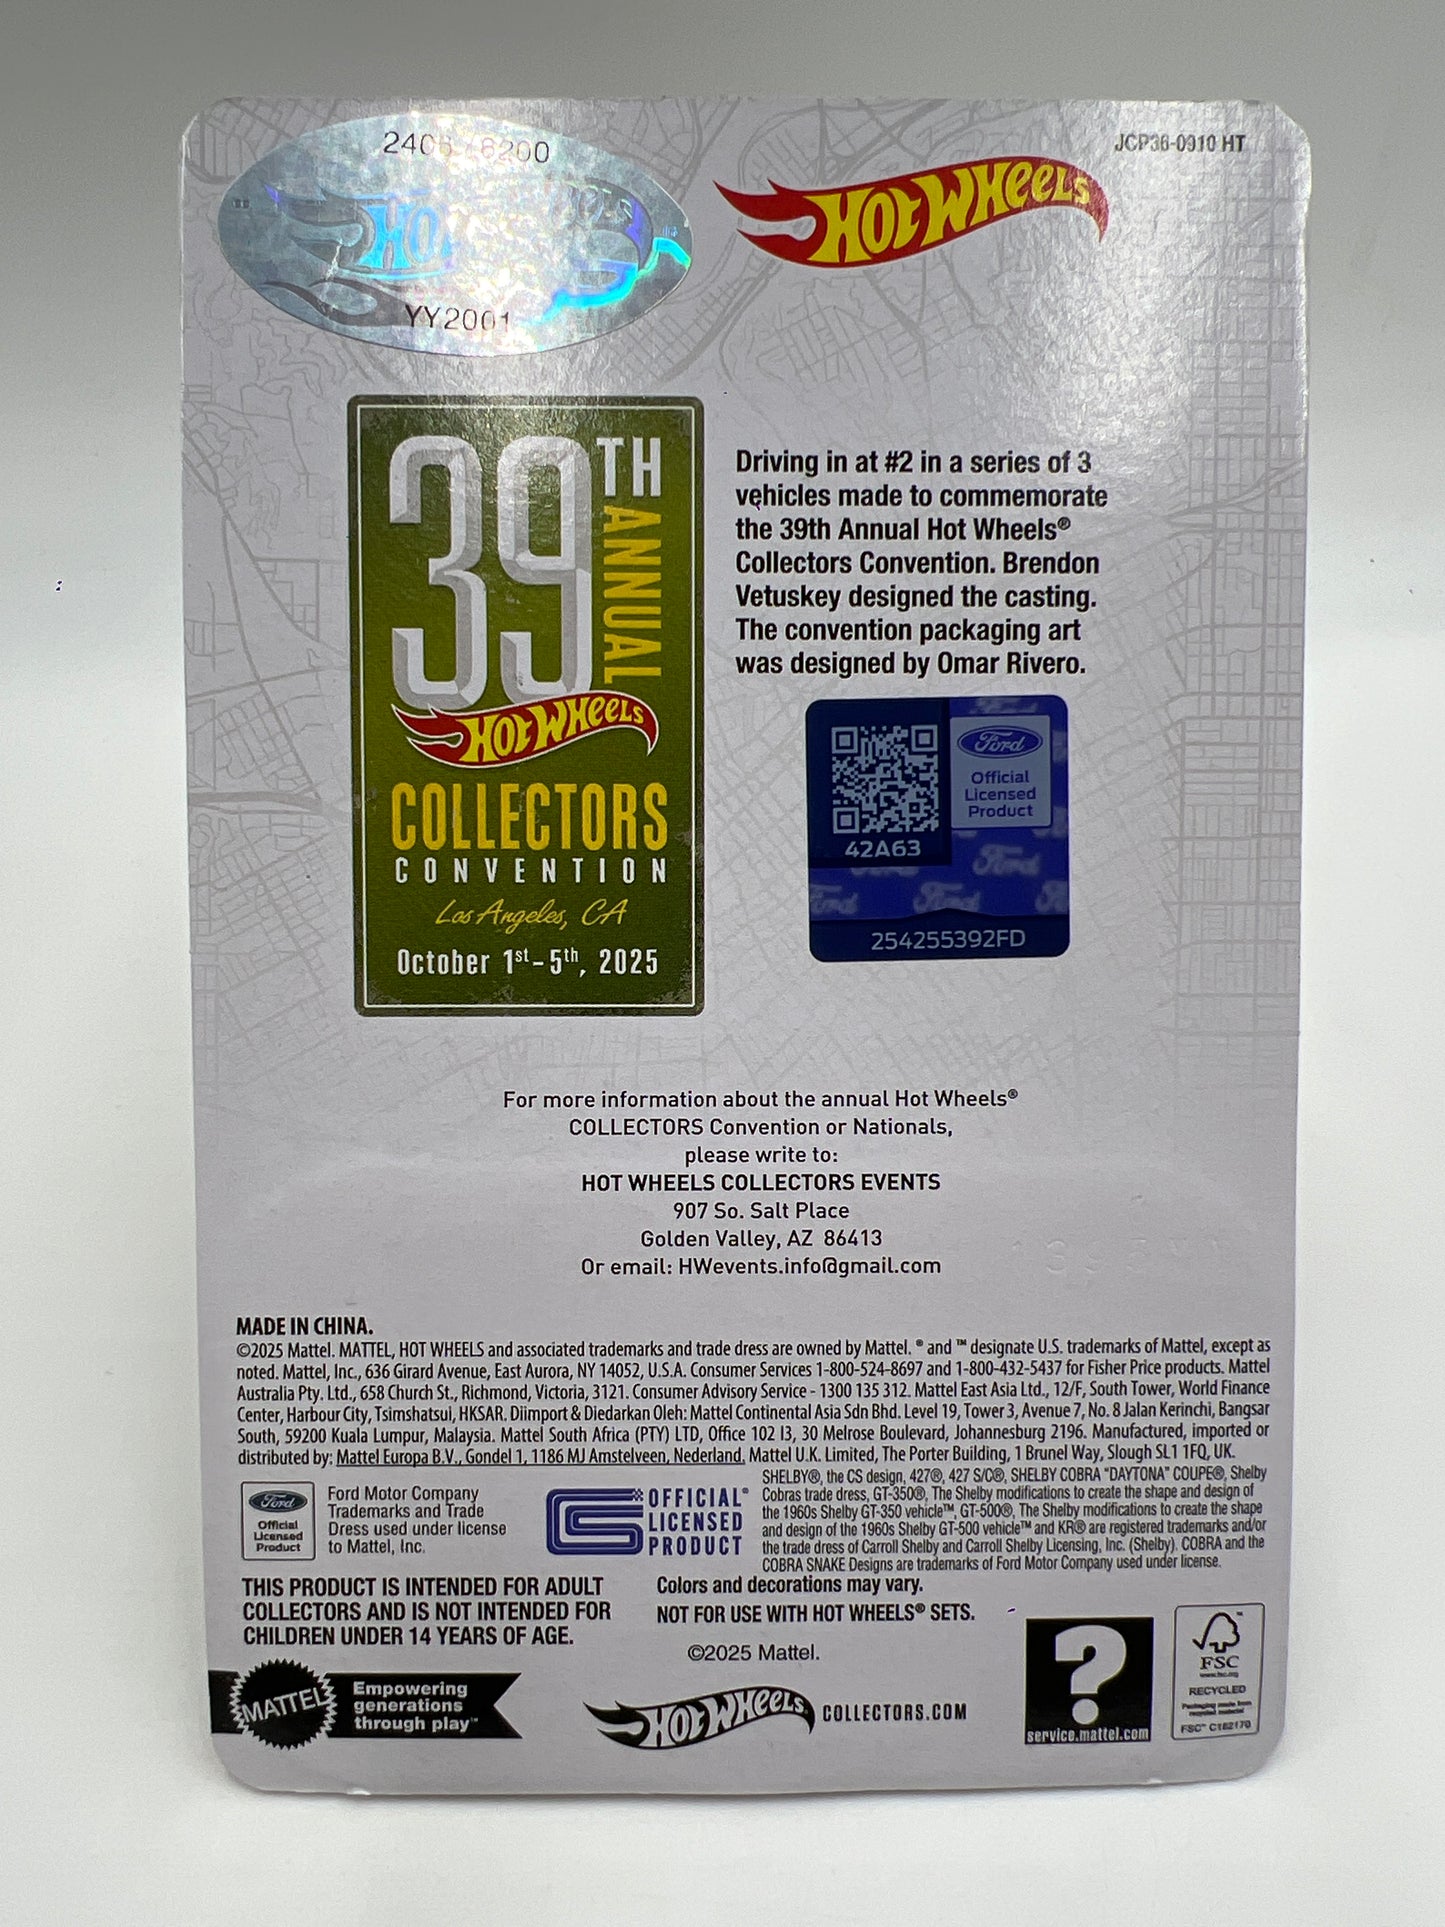 /6200
YY2001
JCP36-0910 HT
HOT WHEELS
39TH
ANNUAL
HOT WHEELS
COLLECTORS
CONVENTION
Los Angeles, CA
October 1st-5th, 2025
Driving in at #2 in a series of 3
vehicles made to commemorate
the 39th Annual Hot Wheels®
Collectors Convention. Brendon
Vetuskey designed the casting.
The convention packaging art
was designed by Omar Rivero.
Ford
Official
Licensed
Product
42A63
Ford
Ford Ford
254255392FD
For more information about the annual Hot Wheels®
COLLECTORS Convention or Nationals,
please write to:
HOT WHEELS COLLECTORS EVENTS
907 So. Salt Place
Golden Valley, AZ 86413
Or email: HWevents.info@gmail.com
MADE IN CHINA.
©2025 Mattel. MATTEL, HOT WHEELS and associated trademarks and trade dress are owned by Mattel. ® and ™ designate U.S. trademarks of Mattel, except as
noted. Mattel, Inc., 636 Girard Avenue, East Aurora, NY 14052, U.S.A. Consumer Services 1-800-524-8697 and 1-800-432-5437 for Fisher Price products. Mattel
Australia Pty. Ltd., 658 Church St., Richmond, Victoria, 3121. Consumer Advisory Service - 1300 135 312. Mattel East Asia Ltd., 12/F, South Tower, World Finance
Center, Harbour City, Tsimshatsui, HKSAR. Diimport & Diedarkan Oleh: Mattel Continental Asia Sdn Bhd. Level 19, Tower 3, Avenue 7, No. 8 Jalan Kerinchi, Bangsar
South, 59200 Kuala Lumpur, Malaysia. Mattel South Africa (PTY) LTD, Office 102 I3, 30 Melrose Boulevard, Johannesburg 2196. Manufactured, imported or
distributed by: Mattel Europa B.V., Gondel 1, 1186 MJ Amstelveen, Nederland. Mattel U.K. Limited, The Porter Building, 1 Brunel Way, Slough SL1 1FQ, UK.
Ford
Official
Licensed
Product
Ford Motor Company
Trademarks and Trade
Dress used under license
to Mattel, Inc.
OFFICIAL®
LICENSED
PRODUCT
SHELBY®, the CS design, 427®, 427 S/C®, SHELBY COBRA "DAYTONA" COUPE®, Shelby
Cobras trade dress, GT-350®, The Shelby modifications to create the shape and design of
the 1960s Shelby GT-350 vehicle™, GT-500®, The Shelby modifications to create the shape
and design of the 1960s Shelby GT-500 vehicle™ and KR® are registered trademarks and/or
the trade dress of Carroll Shelby and Carroll Shelby Licensing, Inc. (Shelby). COBRA and the
COBRA SNAKE Designs are trademarks of Ford Motor Company used under license.
THIS PRODUCT IS INTENDED FOR ADULT
COLLECTORS AND IS NOT INTENDED FOR
CHILDREN UNDER 14 YEARS OF AGE.
Colors and decorations may vary.
NOT FOR USE WITH HOT WHEELS® SETS.
©2025 Mattel.
MATTEL
Empowering
generations
through play™
HOT WHEELS COLLECTORS.COM
?
service.mattel.com
FSC™
www.fsc.org
RECYCLED
Packaging made from
recycled material
FSC™ C182170